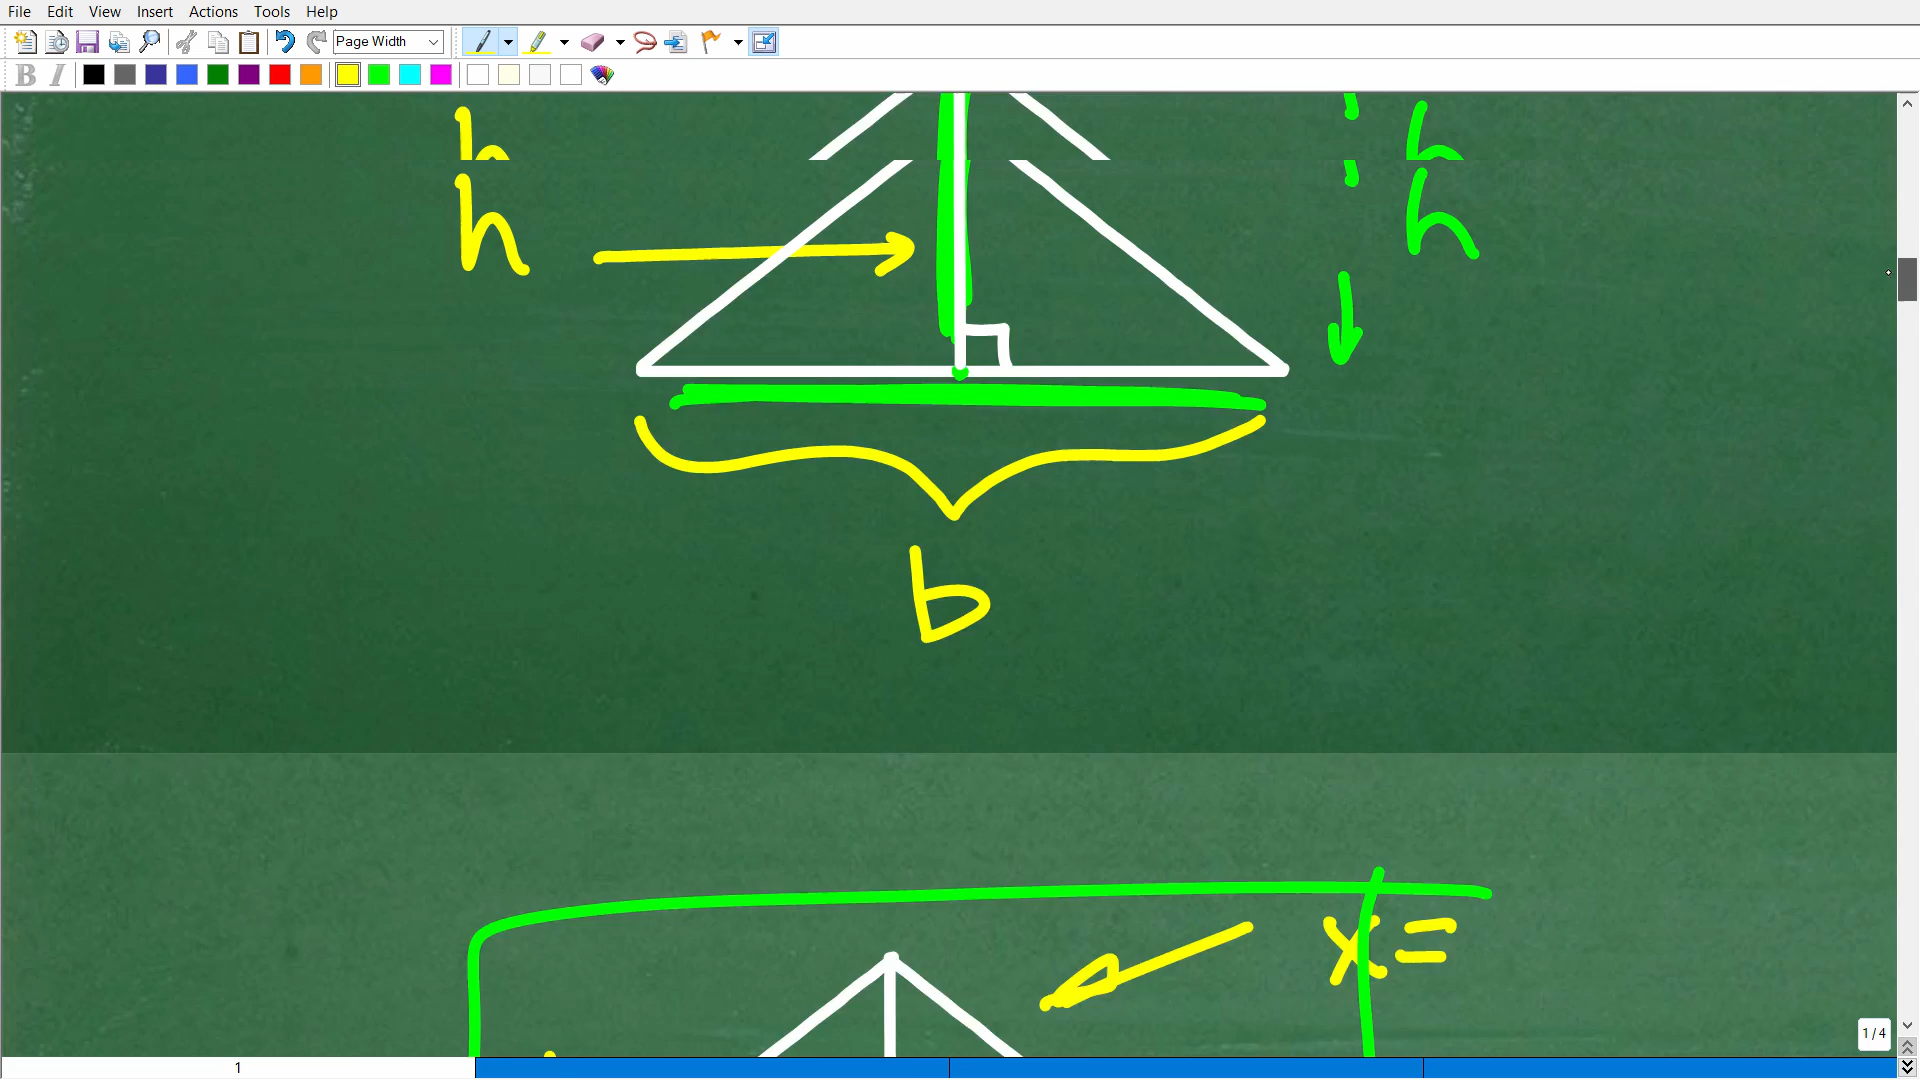 File Edit View Insert Actions Tools Help
Page Width
B I
h h
h h
b
x =
1 / 4
1